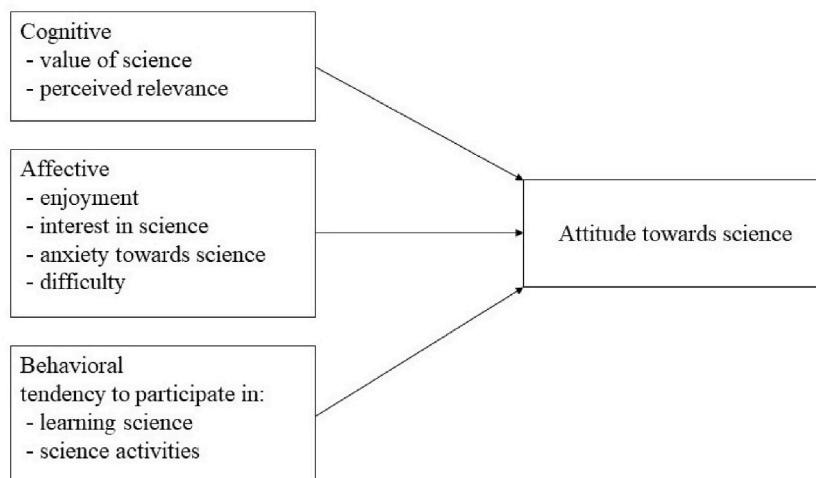 Cognitive
- value of science
- perceived relevance
Affective
- enjoyment
- interest in science
- anxiety towards science
- difficulty
Attitude towards science
Behavioral
tendency to participate in:
- learning science
- science activities